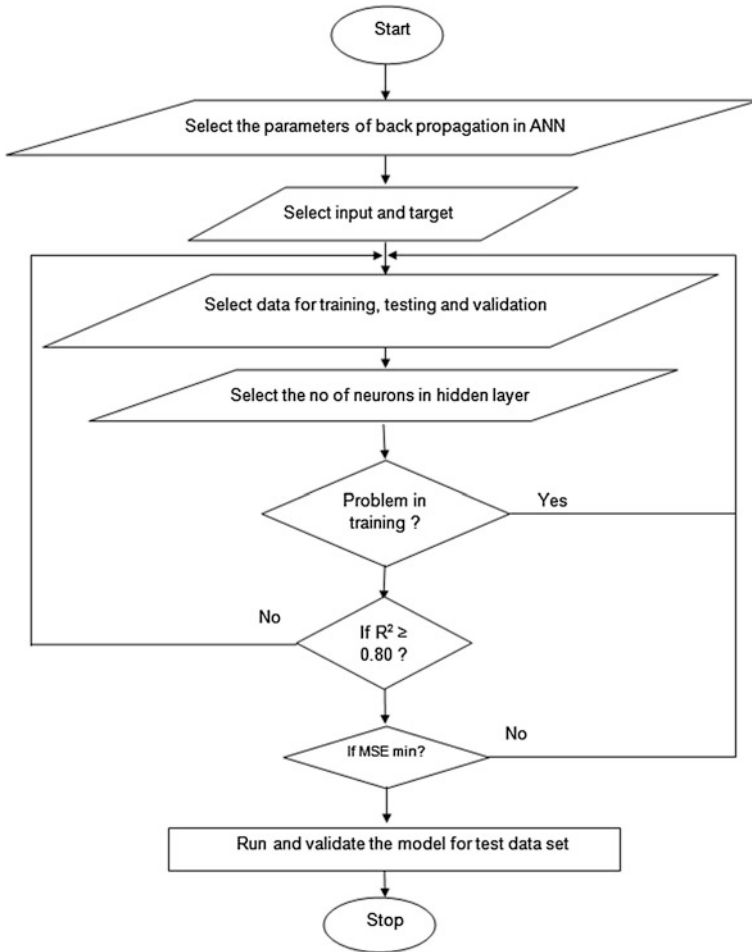 Start
Select the parameters of back propagation in ANN
Select input and target
Select data for training, testing and validation
Select the no of neurons in hidden layer
Problem in
training ?
Yes
No
If R² ≥
0.80 ?
If MSE min?
No
Run and validate the model for test data set
Stop